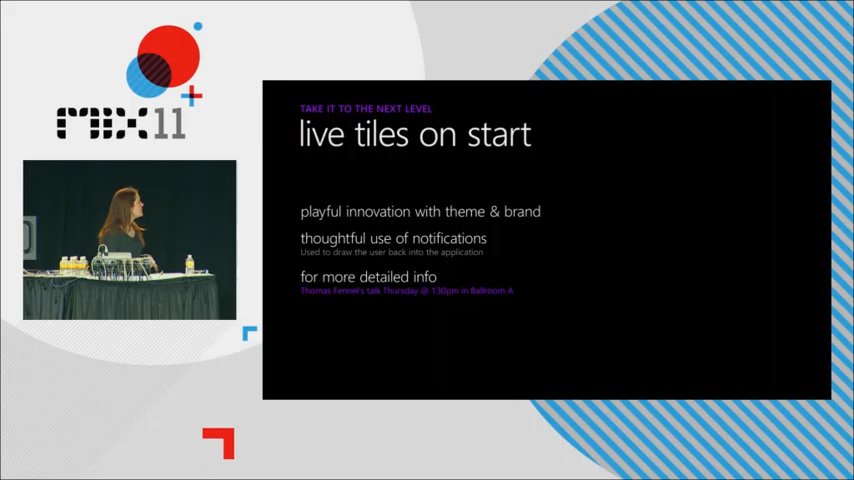 mix11
TAKE IT TO THE NEXT LEVEL
live tiles on start
playful innovation with theme & brand
thoughtful use of notifications
Used to draw the user back into the application
for more detailed info
Thomas Fennel's talk Thursday @ 130pm in Ballroom A